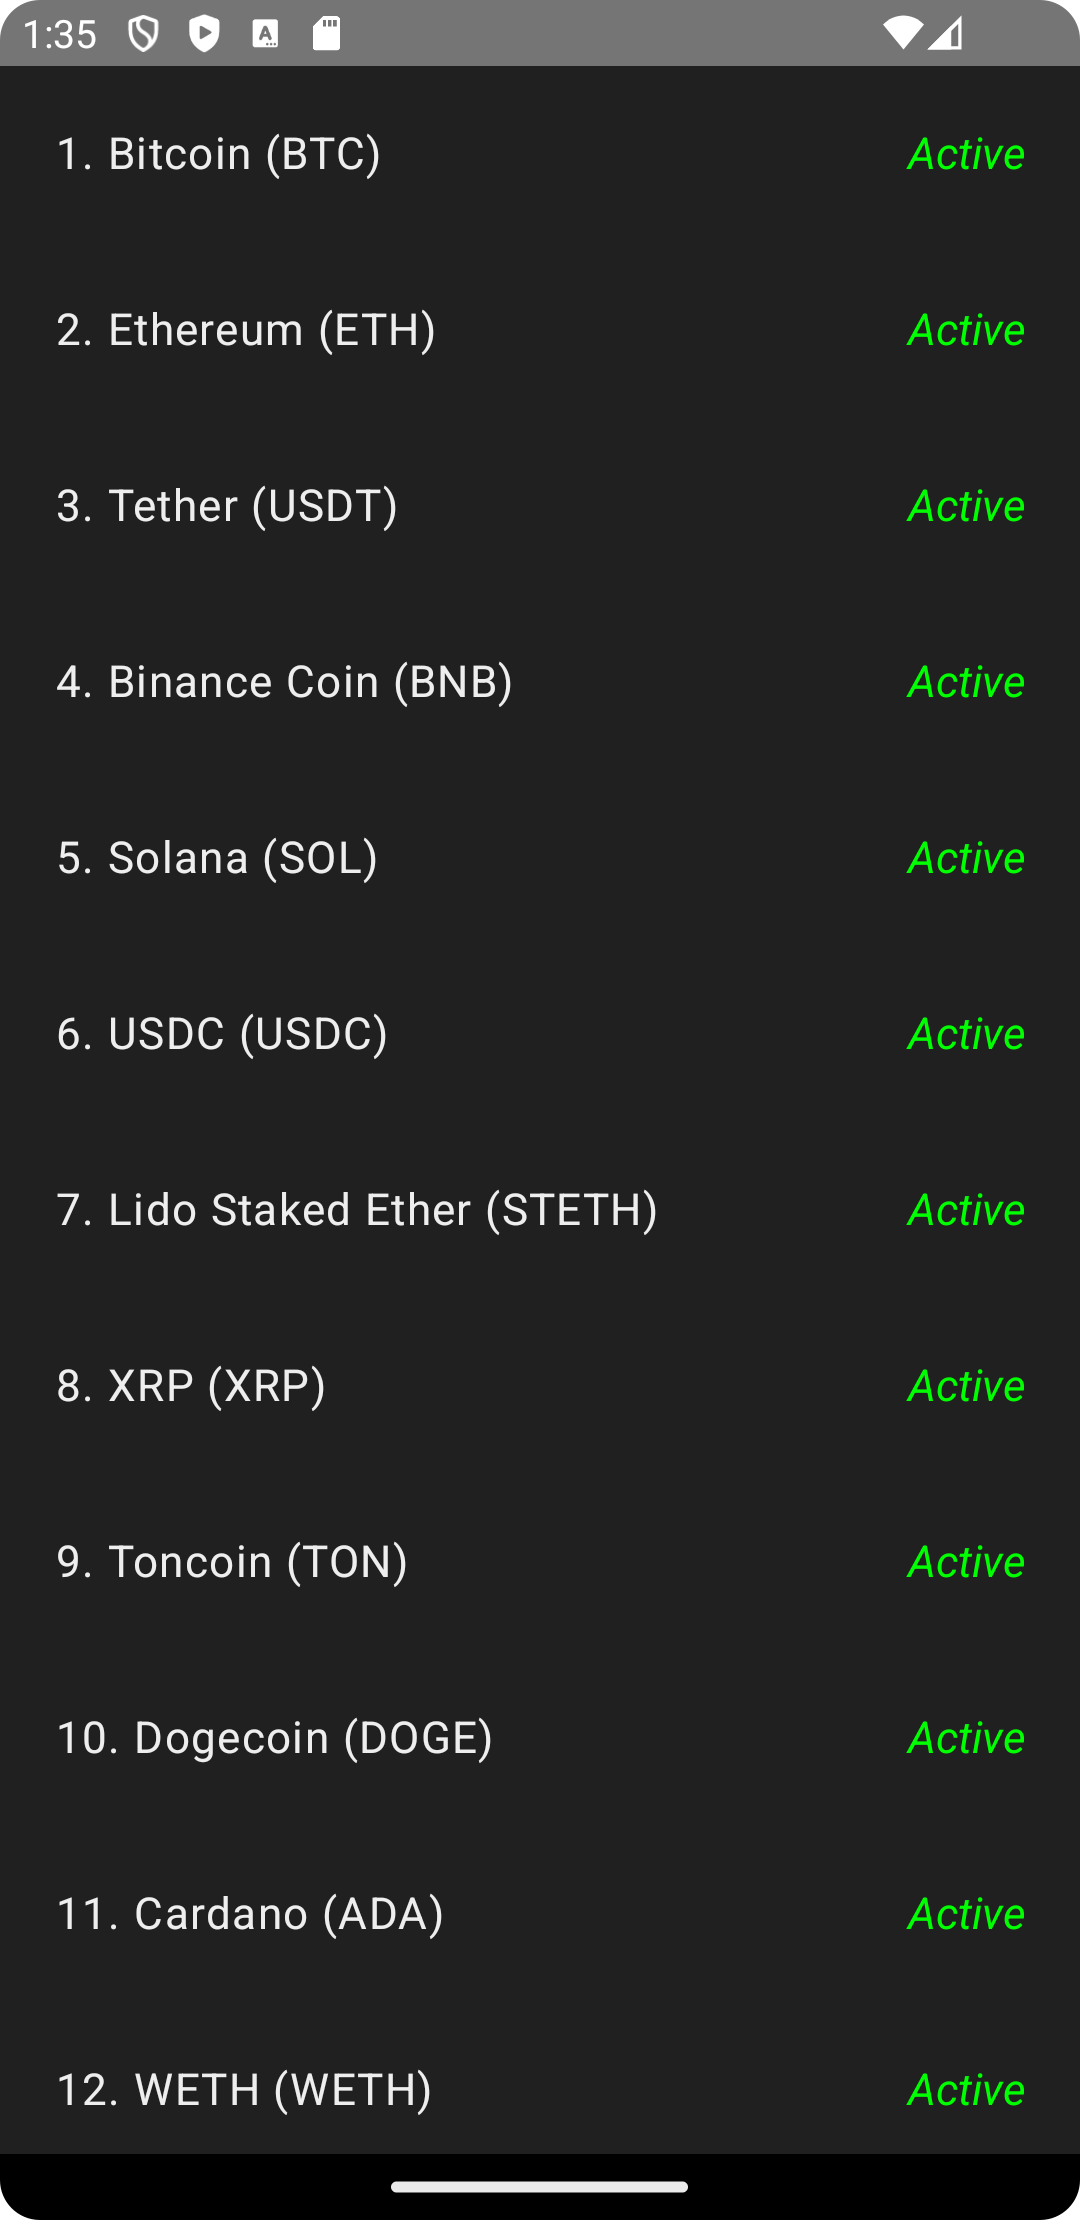 1:35
1. Bitcoin (BTC) Active
2. Ethereum (ETH) Active
3. Tether (USDT) Active
4. Binance Coin (BNB) Active
5. Solana (SOL) Active
6. USDC (USDC) Active
7. Lido Staked Ether (STETH) Active
8. XRP (XRP) Active
9. Toncoin (TON) Active
10. Dogecoin (DOGE) Active
11. Cardano (ADA) Active
12. WETH (WETH) Active